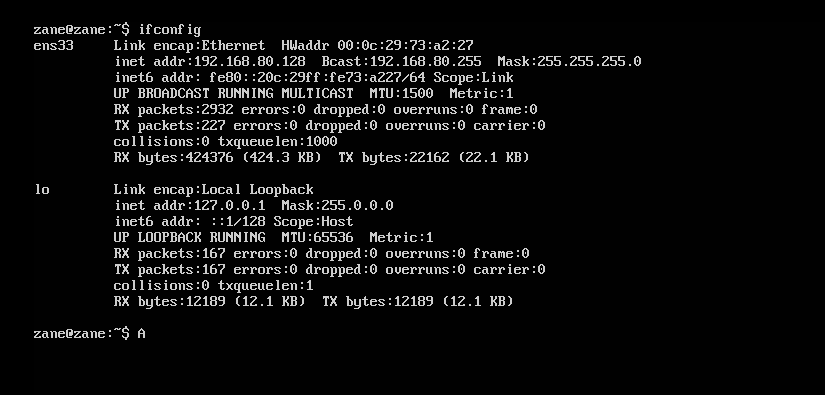 zane@zane:~$ ifconfig
ens33     Link encap:Ethernet  HWaddr 00:0c:29:73:a2:27
          inet addr:192.168.80.128  Bcast:192.168.80.255  Mask:255.255.255.0
          inet6 addr: fe80::20c:29ff:fe73:a227/64 Scope:Link
          UP BROADCAST RUNNING MULTICAST  MTU:1500  Metric:1
          RX packets:2932 errors:0 dropped:0 overruns:0 frame:0
          TX packets:227 errors:0 dropped:0 overruns:0 carrier:0
          collisions:0 txqueuelen:1000
          RX bytes:424376 (424.3 KB)  TX bytes:22162 (22.1 KB)

lo        Link encap:Local Loopback
          inet addr:127.0.0.1  Mask:255.0.0.0
          inet6 addr: ::1/128 Scope:Host
          UP LOOPBACK RUNNING  MTU:65536  Metric:1
          RX packets:167 errors:0 dropped:0 overruns:0 frame:0
          TX packets:167 errors:0 dropped:0 overruns:0 carrier:0
          collisions:0 txqueuelen:1
          RX bytes:12189 (12.1 KB)  TX bytes:12189 (12.1 KB)

zane@zane:~$ A